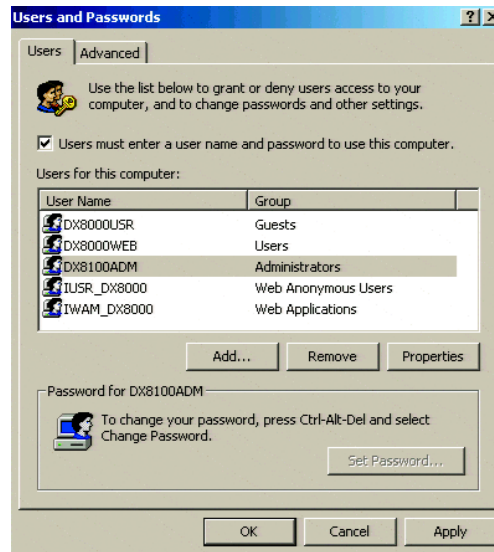 Users and Passwords
Users Advanced
Use the list below to grant or deny users access to your
computer, and to change passwords and other settings.
Users must enter a user name and password to use this computer.
Users for this computer:
User Name Group
DX8000USR Guests
DX8000WEB Users
DX8100ADM Administrators
IUSR_DX8000 Web Anonymous Users
IWAM_DX8000 Web Applications
Add... Remove Properties
Password for DX8100ADM
To change your password, press Ctrl-Alt-Del and select
Change Password.
Set Password...
OK Cancel Apply